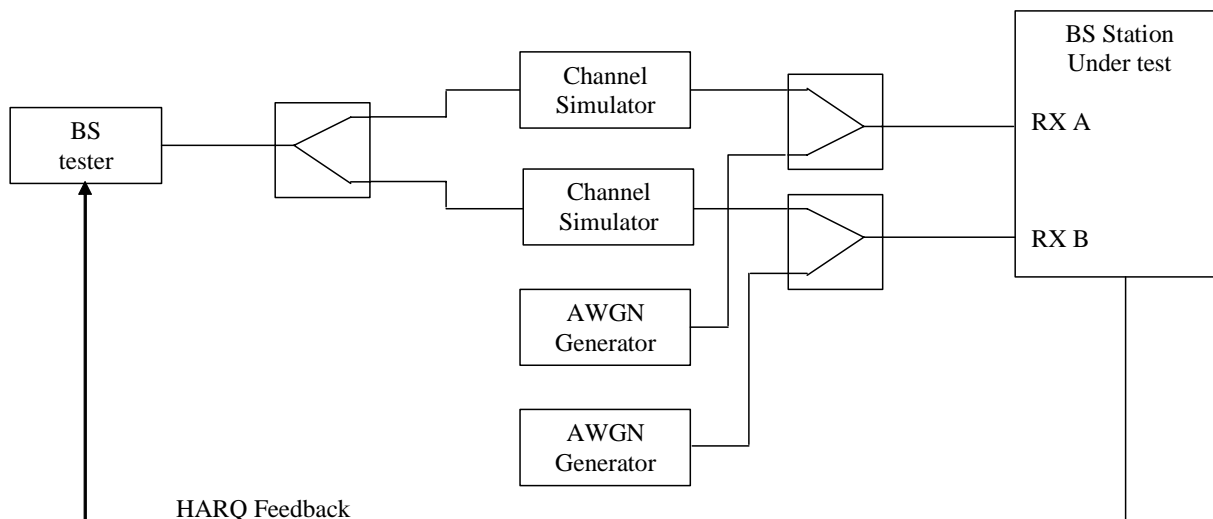 BS Station
Under test
Channel
Simulator
BS
tester
RX A
Channel
Simulator
RX B
AWGN
Generator
AWGN
Generator
HARQ Feedback